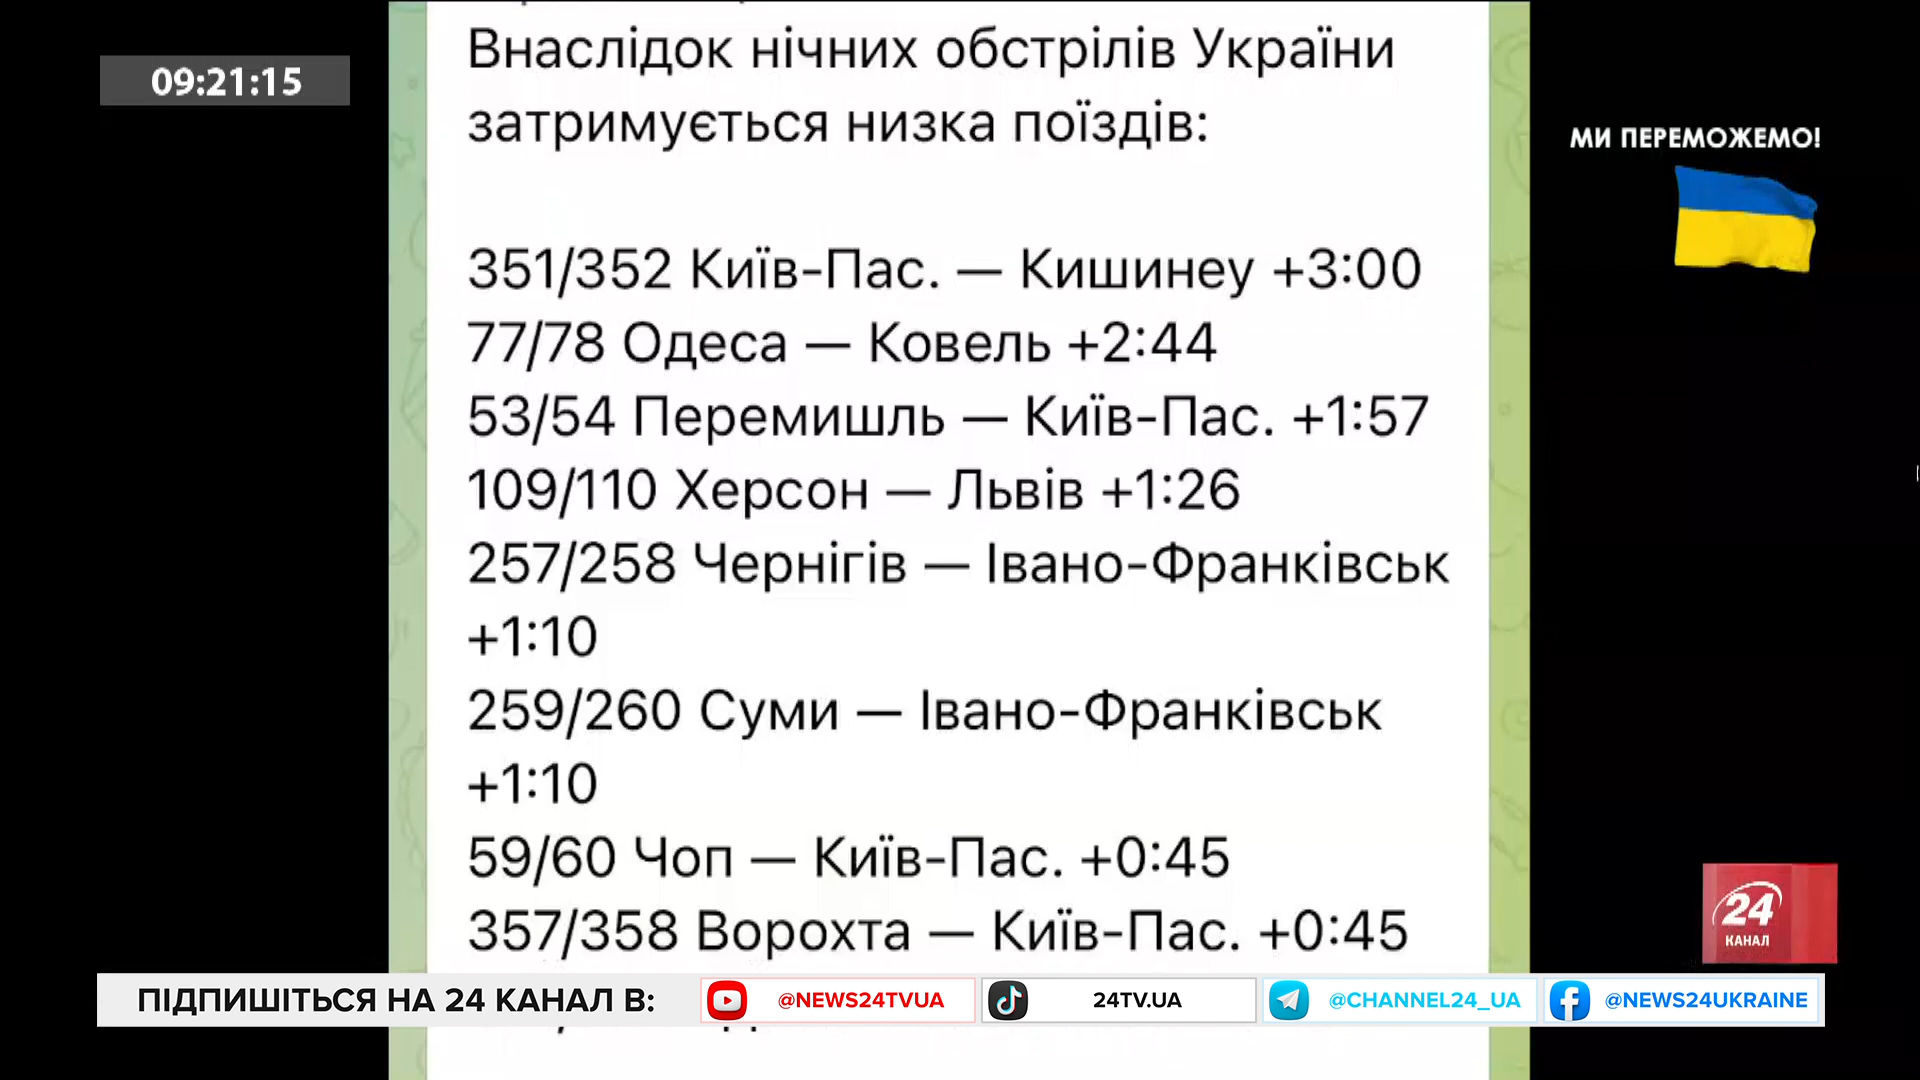 Внаслідок нічних обстрілів України
затримується низка поїздів:
09:21:15
МИ ПЕРЕМОЖЕМО!
351/352 Київ-Пас. — Кишинеу +3:00
77/78 Одеса — Ковель +2:44
53/54 Перемишль — Київ-Пас. +1:57
109/110 Херсон — Львів +1:26
257/258 Чернігів — Івано-Франківськ
+1:10
259/260 Суми — Івано-Франківськ
+1:10
59/60 Чоп — Київ-Пас. +0:45
357/358 Ворохта — Київ-Пас. +0:45
24
КАНАЛ
ПІДПИШІТЬСЯ НА 24 КАНАЛ В:
@NEWS24TVUA
24TV.UA
@CHANNEL24_UA
@NEWS24UKRAINE